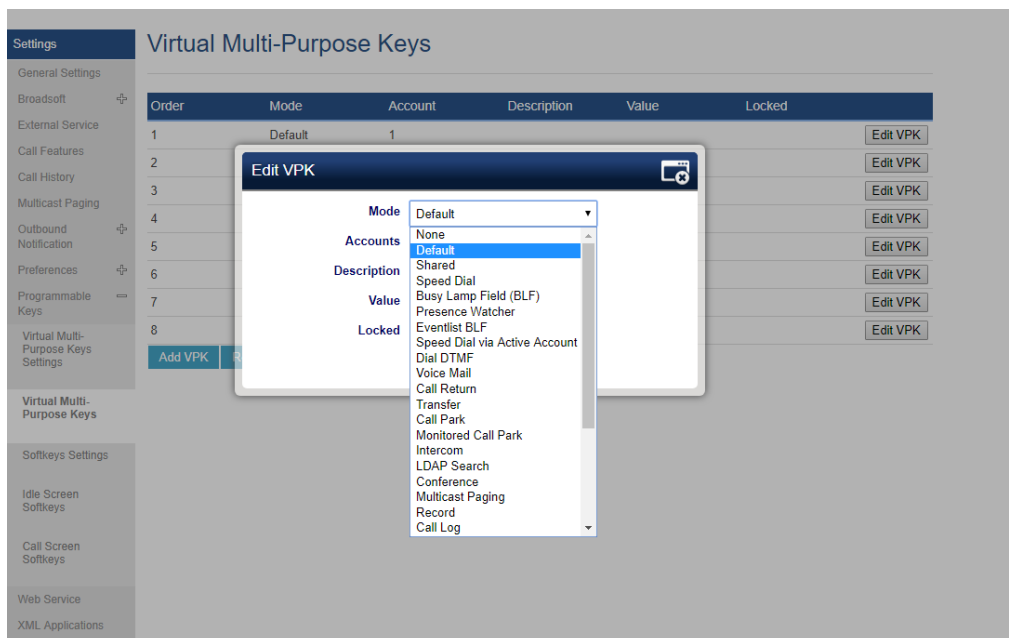 Settings
General Settings
Broadsoft
External Service
Call Features
Call History
Multicast Paging
Outbound
Notification
Preferences
Programmable
Keys
Virtual Multi-
Purpose Keys
Settings
Virtual Multi-
Purpose Keys
Softkeys Settings
Idle Screen
Softkeys
Call Screen
Softkeys
Web Service
XML Applications
Virtual Multi-Purpose Keys
Order Mode Account Description Value Locked
1 Default 1 Edit VPK
2 Edit VPK
3 Edit VPK
4 Edit VPK
5 Edit VPK
6 Edit VPK
7 Edit VPK
8 Edit VPK
Add VPK R
Edit VPK
Mode Default
Accounts
Description
Value
Locked
None
Default
Shared
Speed Dial
Busy Lamp Field (BLF)
Presence Watcher
Eventlist BLF
Speed Dial via Active Account
Dial DTMF
Voice Mail
Call Return
Transfer
Call Park
Monitored Call Park
Intercom
LDAP Search
Conference
Multicast Paging
Record
Call Log